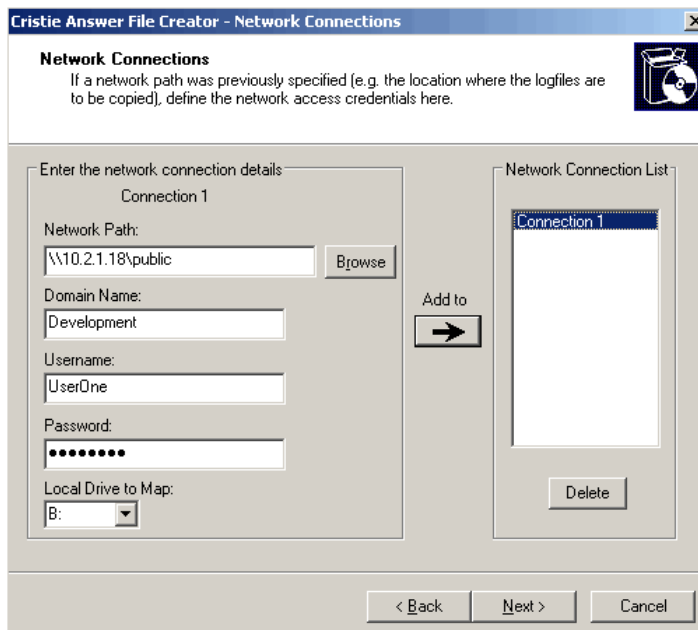 Cristie Answer File Creator - Network Connections
Network Connections
If a network path was previously specified (e.g. the location where the logfiles are
to be copied), define the network access credentials here.
Enter the network connection details
Connection 1
Network Path:
\\10.2.1.18\public
Browse
Domain Name:
Development
Username:
UserOne
Password:
••••••••
Local Drive to Map:
B:
Add to
Network Connection List
Connection 1
Delete
< Back
Next >
Cancel